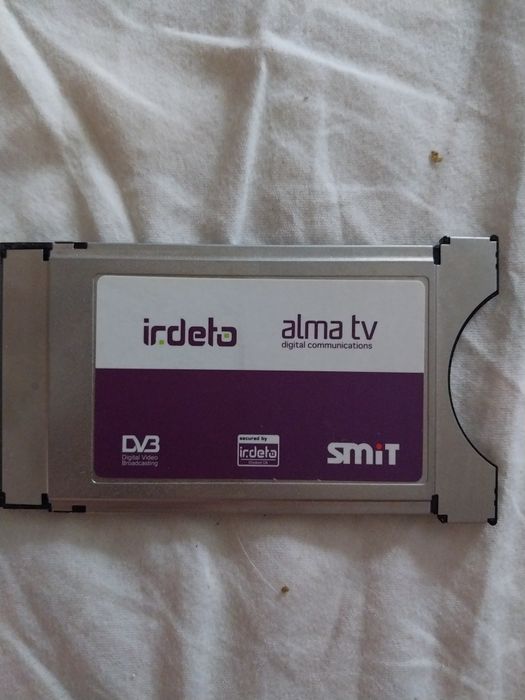 irdeto
alma tv
digital communications
DVB
Digital Video
Broadcasting
secured by
irdeto
SMiT